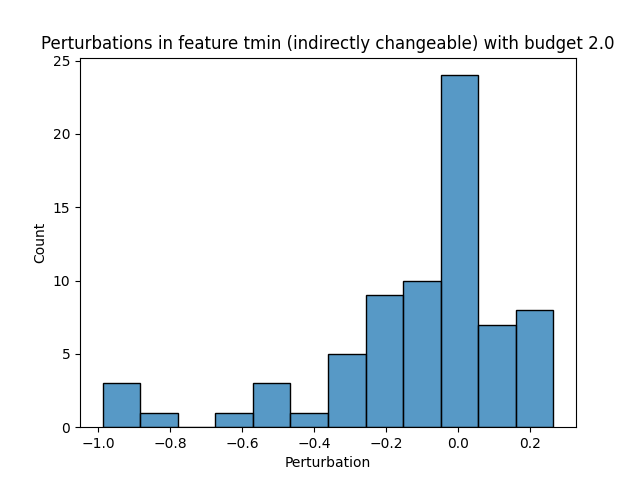 Perturbations in feature tmin (indirectly changeable) with budget 2.0
25
20
15
10
5
0
Count
−1.0 −0.8 −0.6 −0.4 −0.2 0.0 0.2
Perturbation